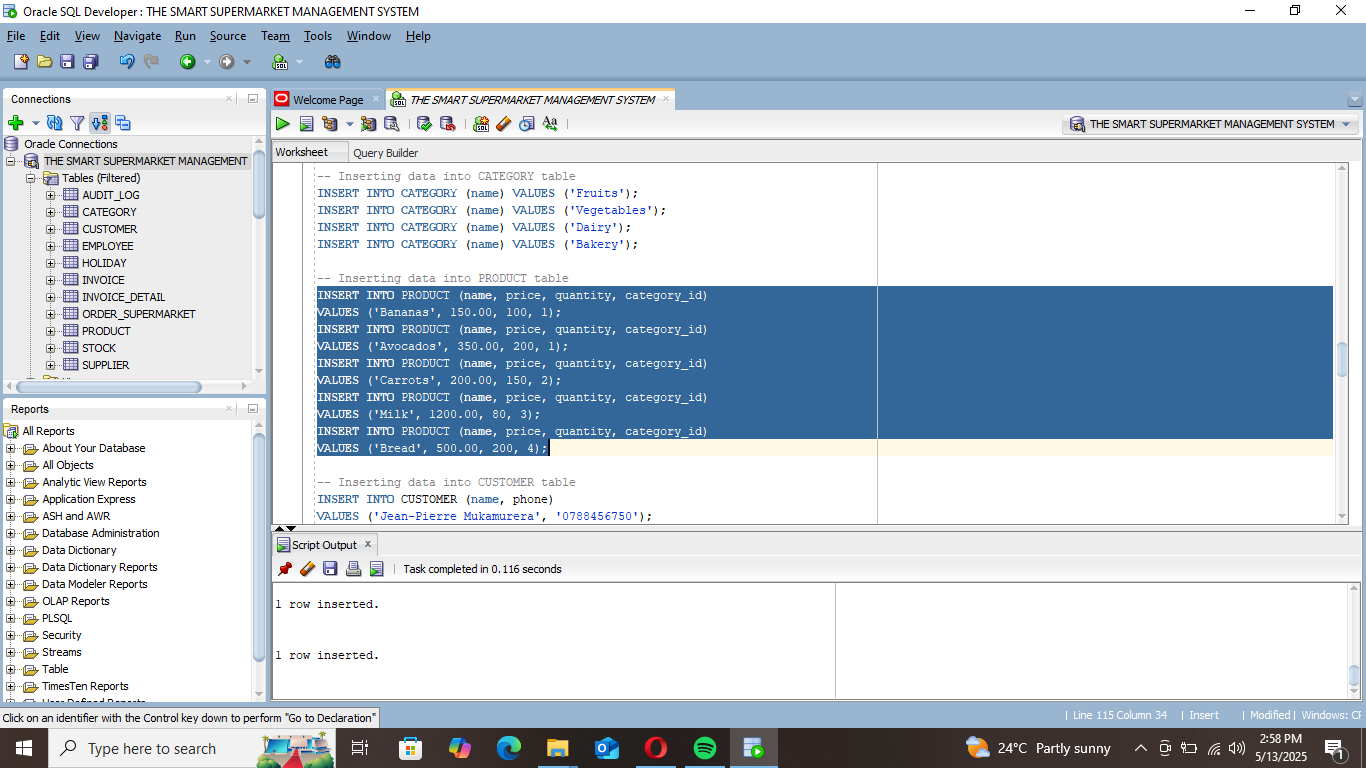 Oracle SQL Developer : THE SMART SUPERMARKET MANAGEMENT SYSTEM
File Edit View Navigate Run Source Team Tools Window Help
Connections
Oracle Connections
THE SMART SUPERMARKET MANAGEMENT
Tables (Filtered)
AUDIT_LOG
CATEGORY
CUSTOMER
EMPLOYEE
HOLIDAY
INVOICE
INVOICE_DETAIL
ORDER_SUPERMARKET
PRODUCT
STOCK
SUPPLIER
Reports
All Reports
About Your Database
All Objects
Analytic View Reports
Application Express
ASH and AWR
Database Administration
Data Dictionary
Data Dictionary Reports
Data Modeler Reports
OLAP Reports
PLSQL
Security
Streams
Table
TimesTen Reports
User Defined Reports
Welcome Page
THE SMART SUPERMARKET MANAGEMENT SYSTEM
THE SMART SUPERMARKET MANAGEMENT SYSTEM
Worksheet Query Builder
-- Inserting data into CATEGORY table
INSERT INTO CATEGORY (name) VALUES ('Fruits');
INSERT INTO CATEGORY (name) VALUES ('Vegetables');
INSERT INTO CATEGORY (name) VALUES ('Dairy');
INSERT INTO CATEGORY (name) VALUES ('Bakery');
-- Inserting data into PRODUCT table
INSERT INTO PRODUCT (name, price, quantity, category_id)
VALUES ('Bananas', 150.00, 100, 1);
INSERT INTO PRODUCT (name, price, quantity, category_id)
VALUES ('Avocados', 350.00, 200, 1);
INSERT INTO PRODUCT (name, price, quantity, category_id)
VALUES ('Carrots', 200.00, 150, 2);
INSERT INTO PRODUCT (name, price, quantity, category_id)
VALUES ('Milk', 1200.00, 80, 3);
INSERT INTO PRODUCT (name, price, quantity, category_id)
VALUES ('Bread', 500.00, 200, 4);
-- Inserting data into CUSTOMER table
INSERT INTO CUSTOMER (name, phone)
VALUES ('Jean-Pierre Mukamurera', '0788456750');
Script Output
Task completed in 0.116 seconds
1 row inserted.
1 row inserted.
Click on an identifier with the Control key down to perform "Go to Declaration"
Line 115 Column 34 Insert Modified Windows: CF
Type here to search
24°C Partly sunny
2:58 PM
5/13/2025
1